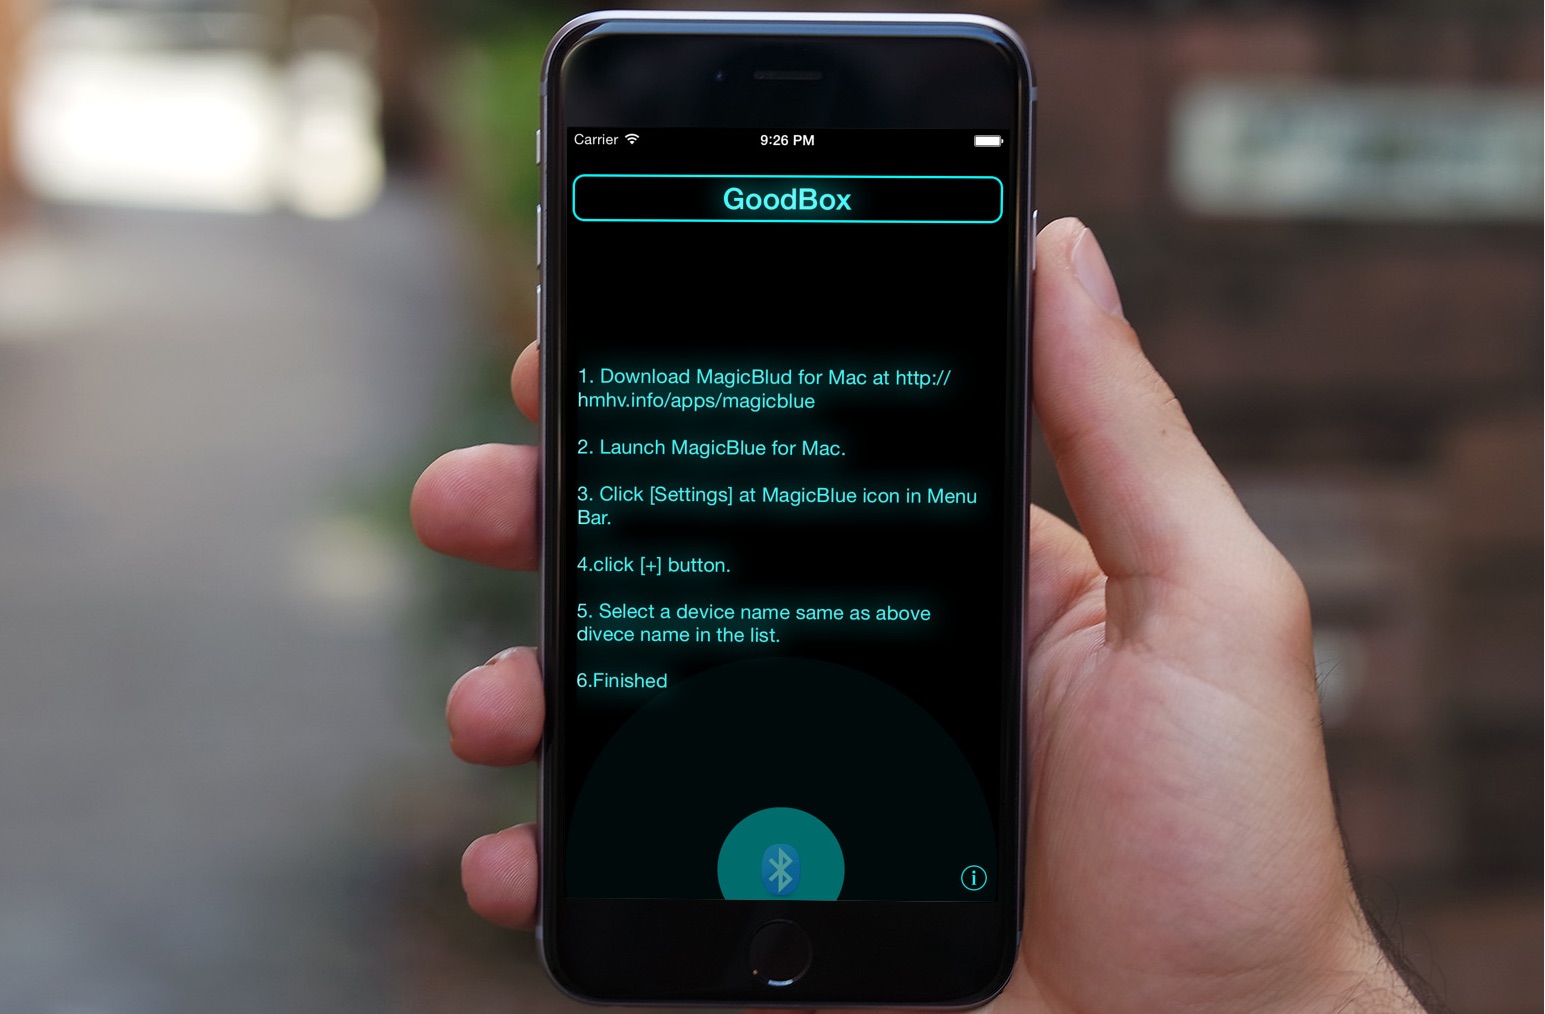 Carrier 9:26 PM
GoodBox
1. Download MagicBlud for Mac at http://
hmhv.info/apps/magicblue
2. Launch MagicBlue for Mac.
3. Click [Settings] at MagicBlue icon in Menu
Bar.
4.click [+] button.
5. Select a device name same as above
divece name in the list.
6.Finished